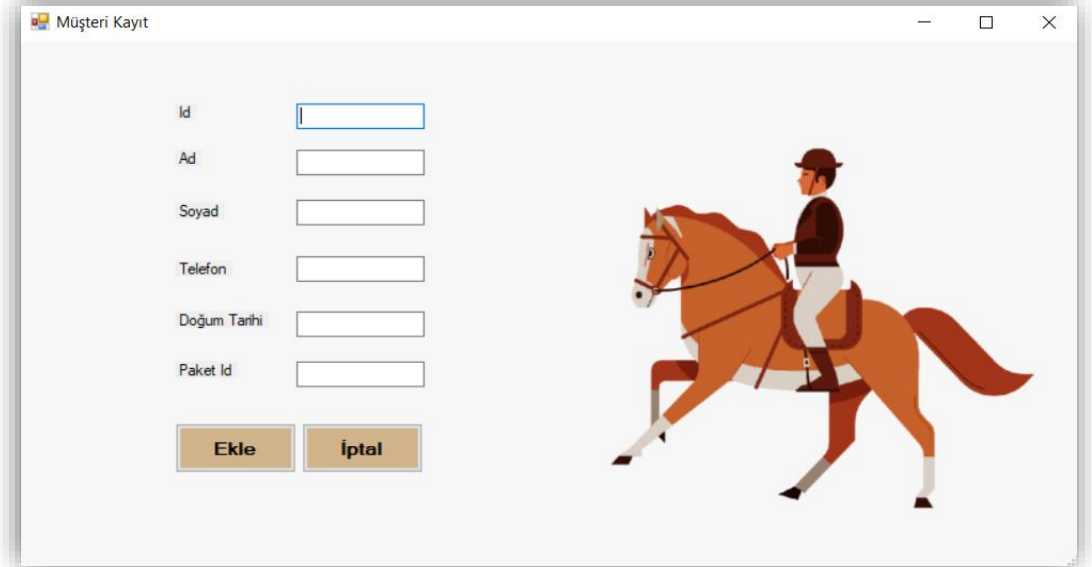 Müşteri Kayıt
Id
Ad
Soyad
Telefon
Doğum Tarihi
Paket Id
Ekle
İptal